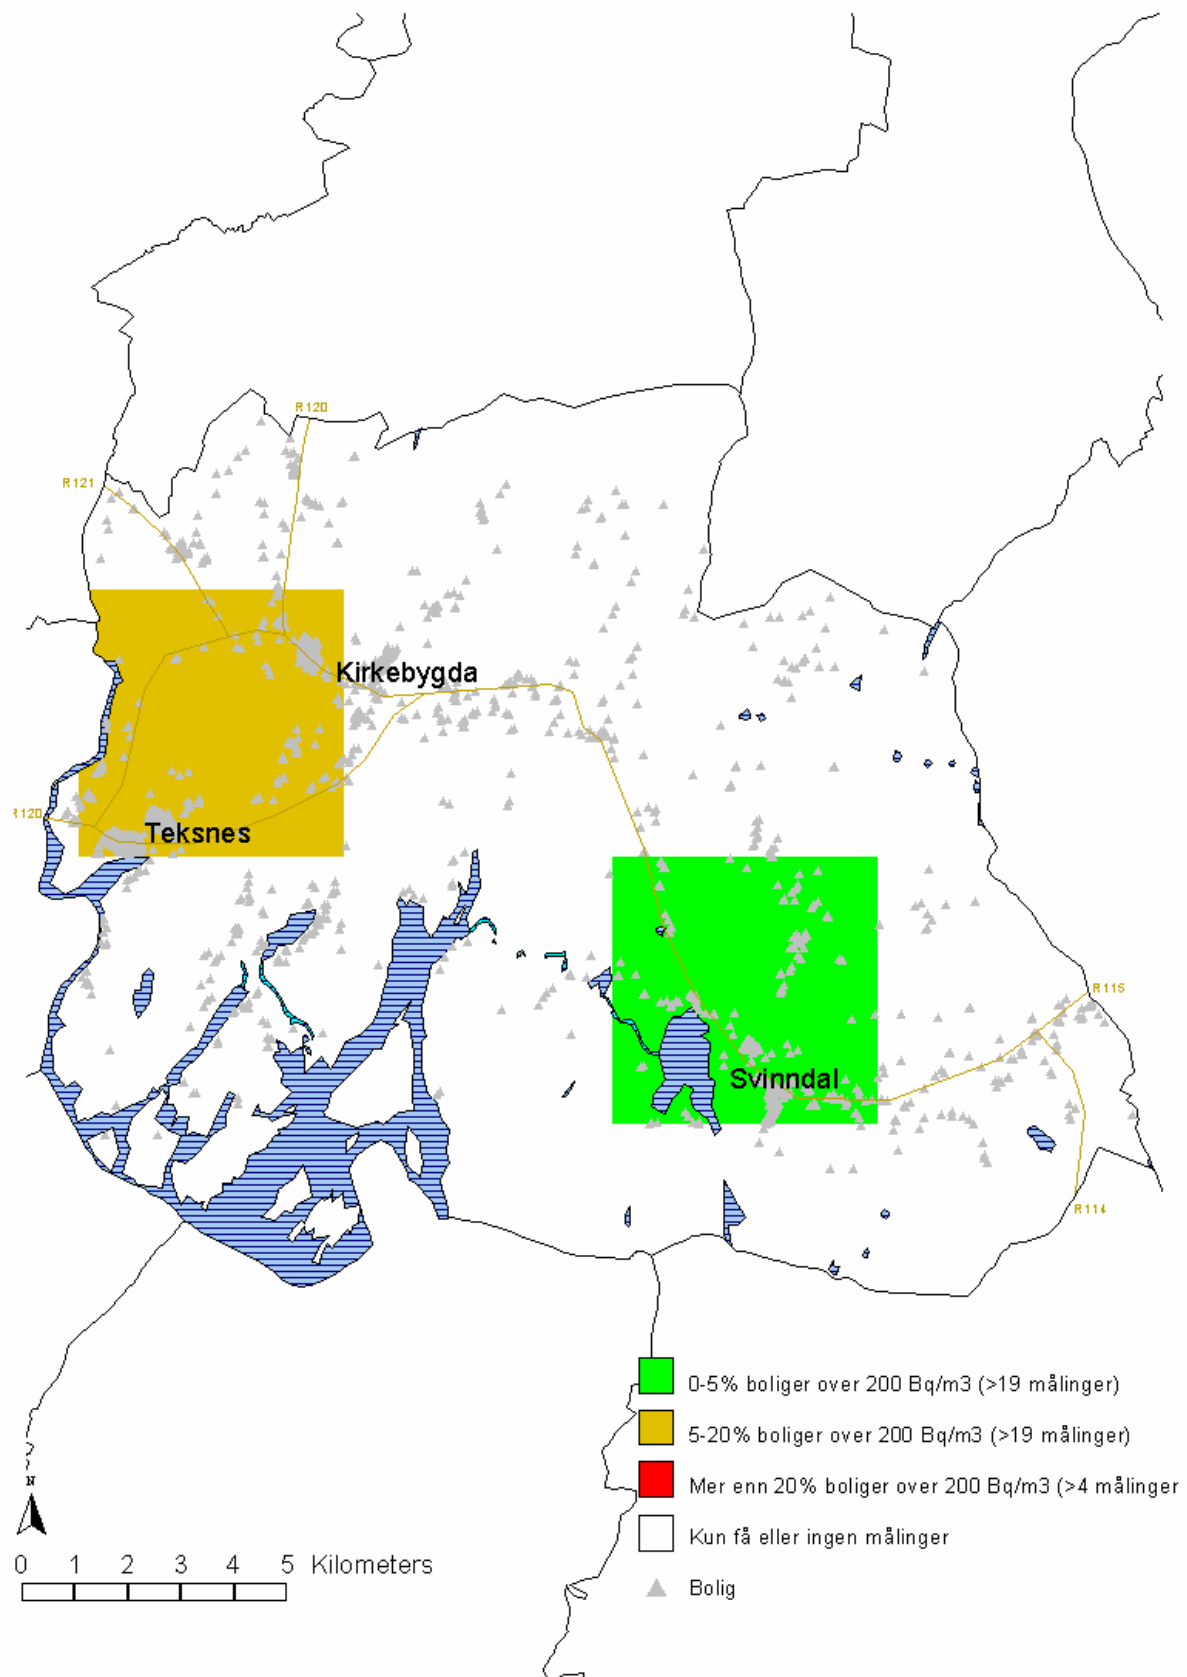 R120
R121
Kirkebygda
R120
Teksnes
R115
Svinndal
R114
0-5% boliger over 200 Bq/m3 (>19 målinger)
5-20% boliger over 200 Bq/m3 (>19 målinger)
Mer enn 20% boliger over 200 Bq/m3 (>4 målinger
Kun få eller ingen målinger
Bolig
N
0 1 2 3 4 5 Kilometers